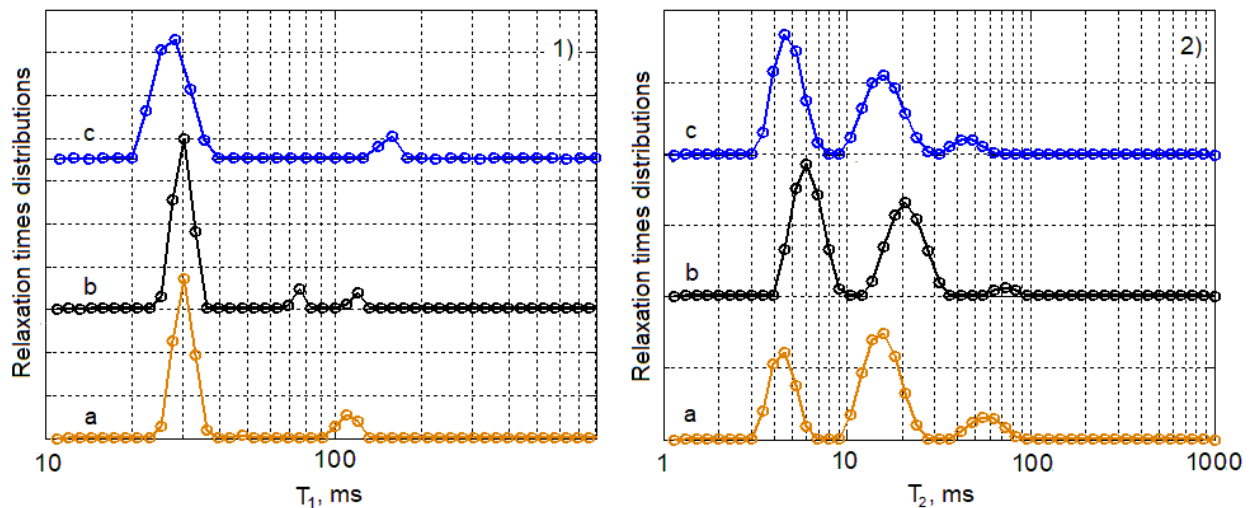 Relaxation times distributions
1)
c
b
a
10
100
T₁, ms
Relaxation times distributions
2)
c
b
a
1
10
100
1000
T₂, ms